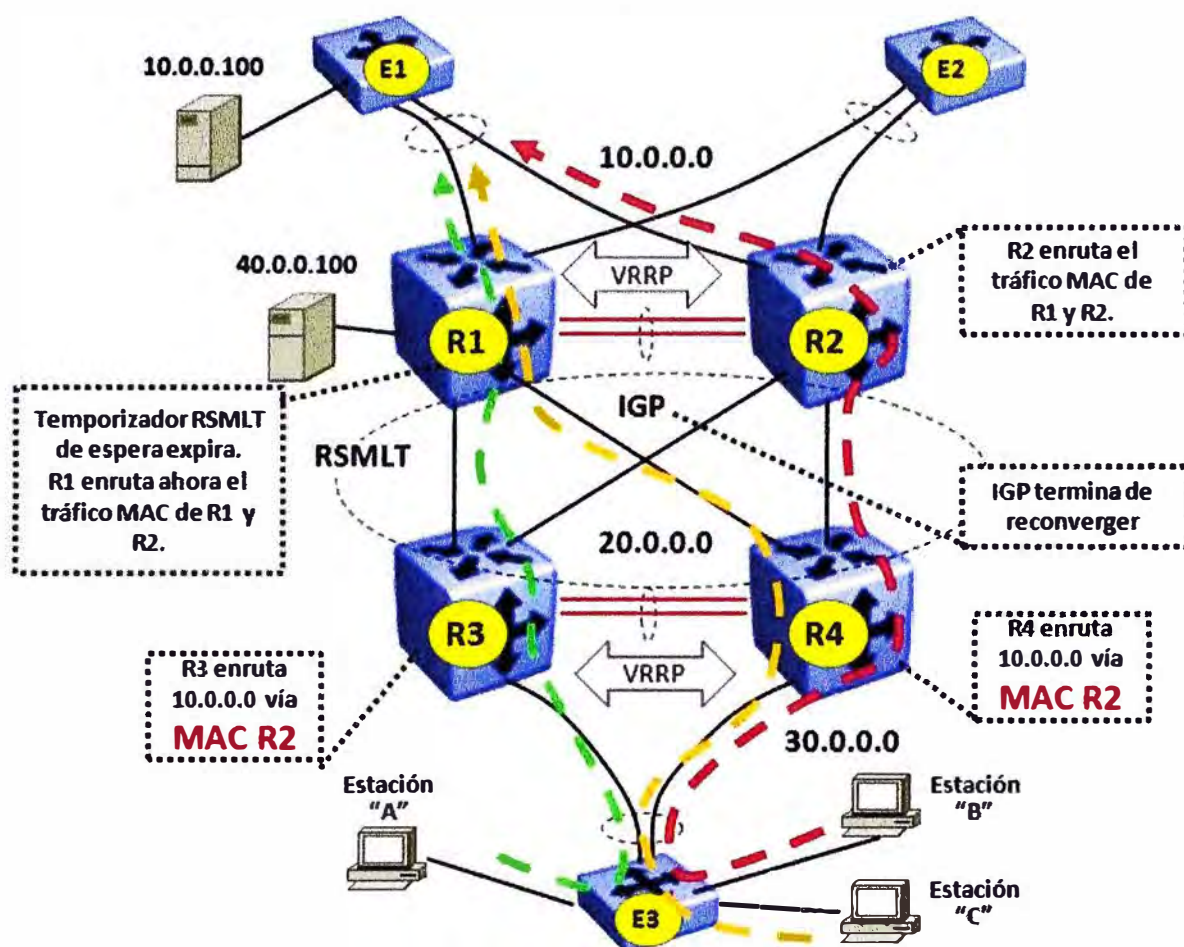 10.0.0.100
E1
E2
10.0.0.0
40.0.0.100
VRRP
R2 enruta el
tráfico MAC de
R1 y R2.
R1
R2
Temporizador RSMLT
de espera expira.
R1 enruta ahora el
tráfico MAC de R1 y
R2.
RSMLT
IGP
IGP termina de
reconverger
20.0.0.0
R3
R4
VRRP
R3 enruta
10.0.0.0 vía
MAC R2
R4 enruta
10.0.0.0 vía
MAC R2
30.0.0.0
Estación
"A"
Estación
"B"
Estación
"C"
E3